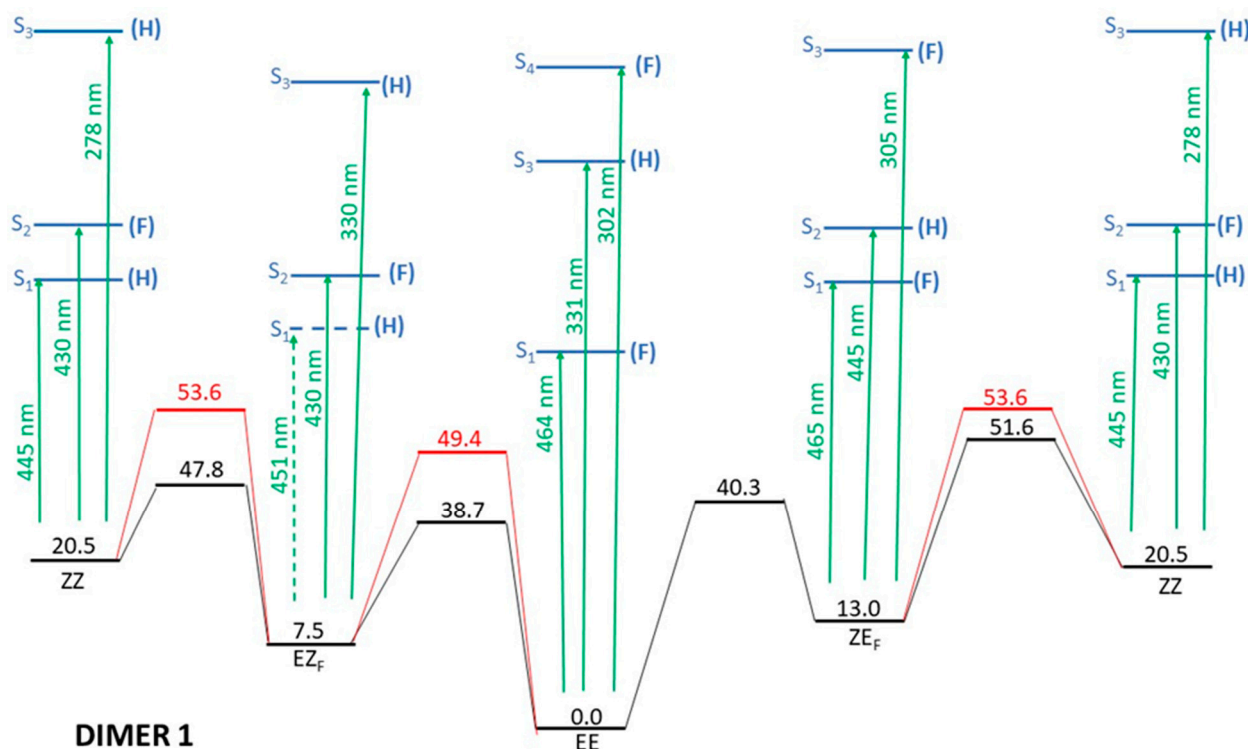 S3 (H)
278 nm
S2 (F)
430 nm
S1 (H)
445 nm
53.6
47.8
20.5
ZZ
S3 (H)
330 nm
S2 (F)
430 nm
S1 (H)
451 nm
49.4
38.7
7.5
EZF
S4 (F)
302 nm
S3 (H)
331 nm
S1 (F)
464 nm
0.0
EE
40.3
S3 (F)
305 nm
S2 (H)
445 nm
S1 (F)
465 nm
13.0
ZEF
53.6
51.6
S3 (H)
278 nm
S2 (F)
430 nm
S1 (H)
445 nm
20.5
ZZ
DIMER 1